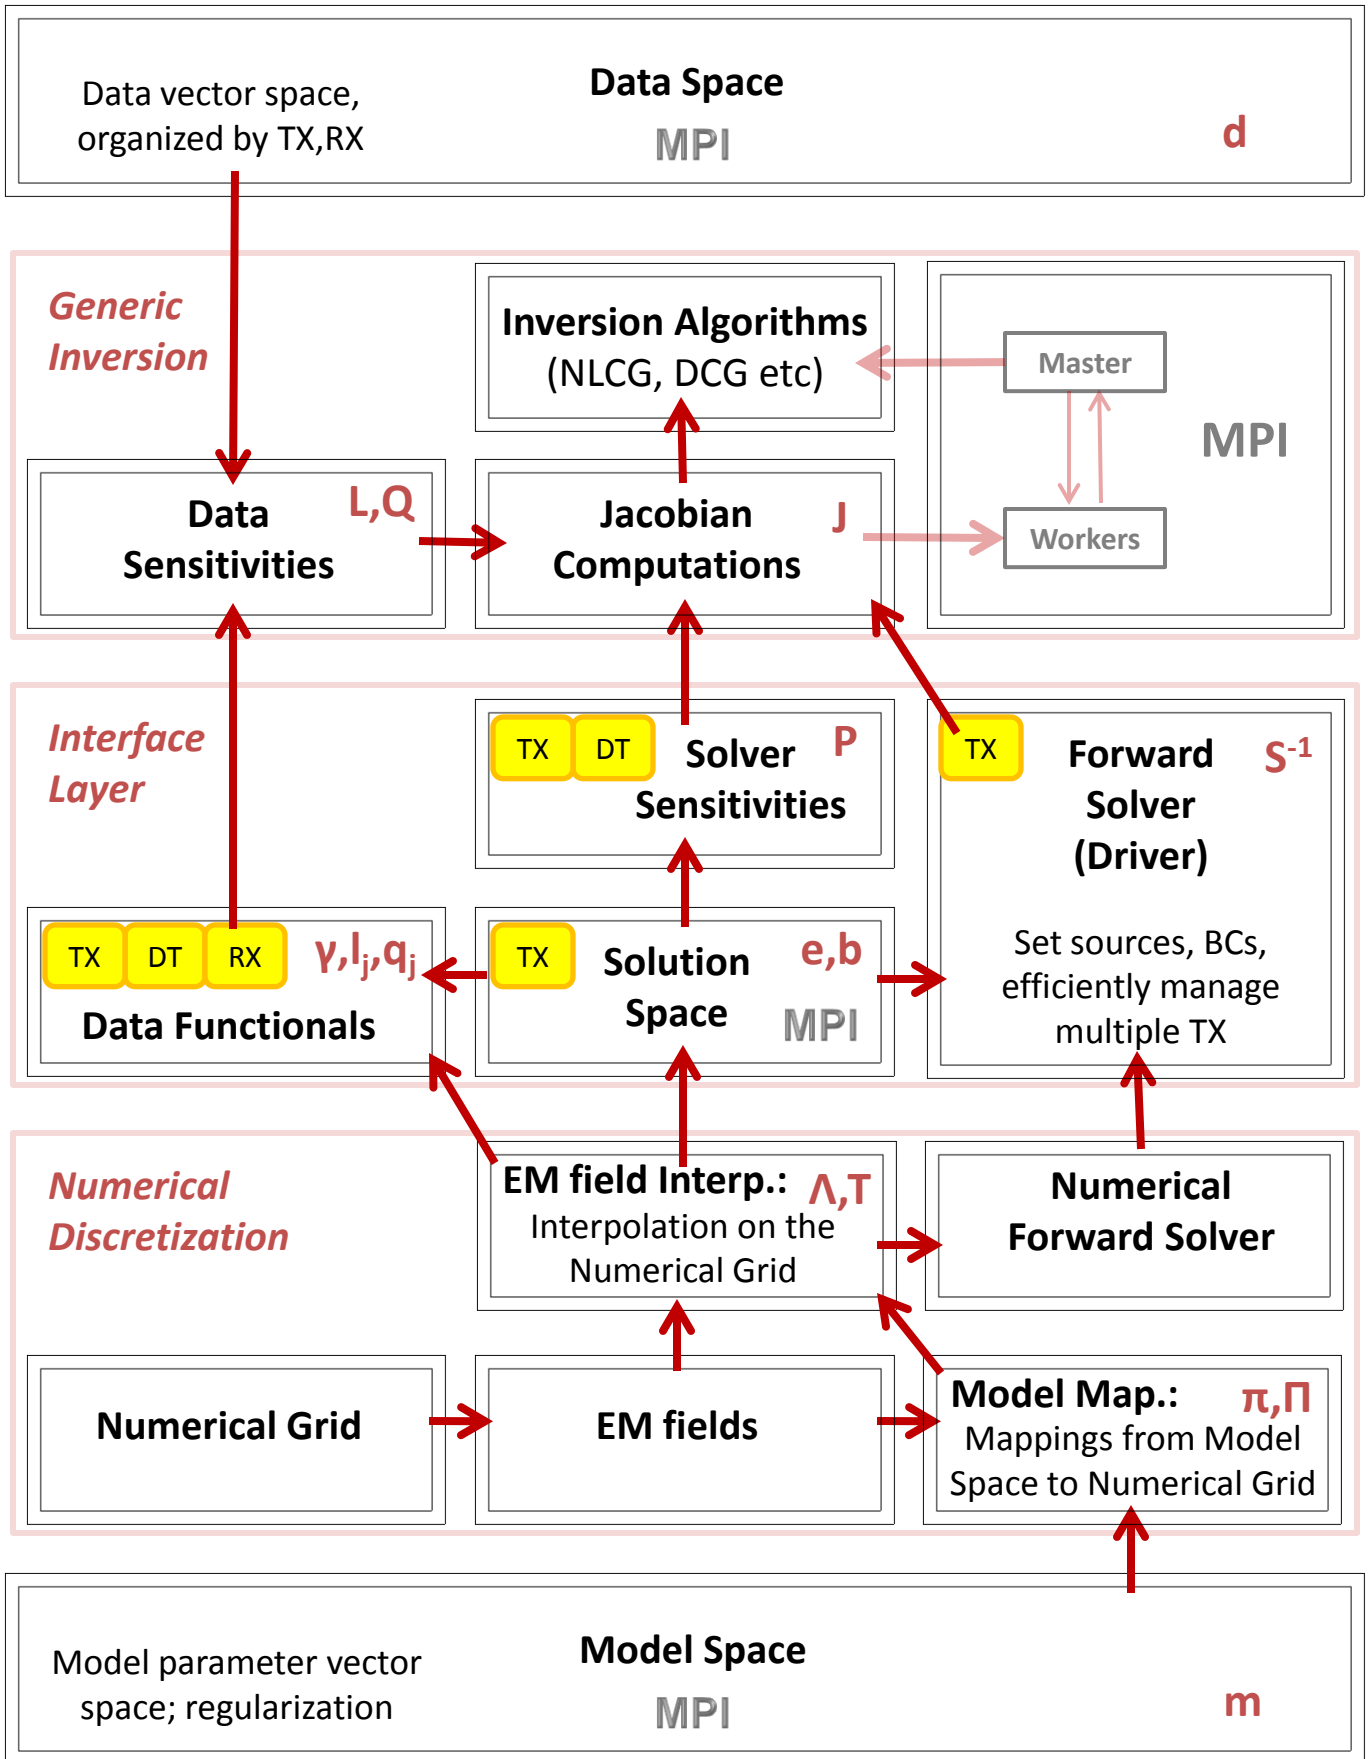 Data Space
Data vector space,
organized by TX,RX
MPI
d
Generic
Inversion
Inversion Algorithms
(NLCG, DCG etc)
Master
MPI
Workers
Data
Sensitivities
L,Q
Jacobian
Computations
J
Interface
Layer
TX DT Solver
Sensitivities
P
TX Forward
Solver
(Driver)
S⁻¹
Set sources, BCs,
efficiently manage
multiple TX
TX DT RX γ,lⱼ,qⱼ
Data Functionals
TX Solution
Space
e,b
MPI
Numerical
Discretization
EM field Interp.: Λ,T
Interpolation on the
Numerical Grid
Numerical
Forward Solver
Numerical Grid
EM fields
Model Map.: π,Π
Mappings from Model
Space to Numerical Grid
Model Space
Model parameter vector
space; regularization
MPI
m